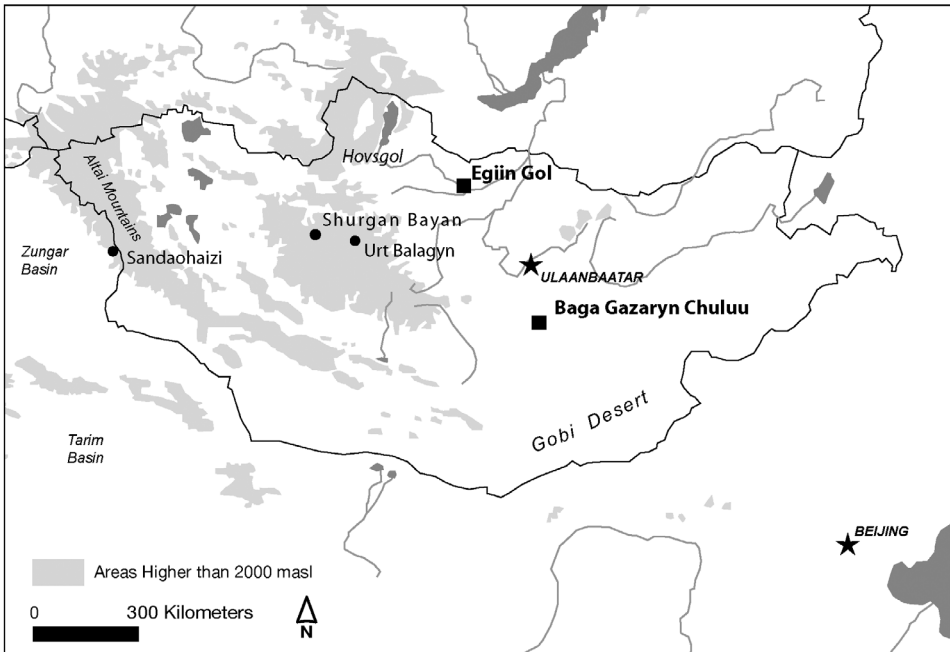 Hovsgol
Altai Mountains
Egiin Gol
Shurgan Bayan
Urt Balagyn
Zungar
Basin
Sandaohaizi
ULAANBAATAR
Baga Gazaryn Chuluu
Gobi Desert
Tarim
Basin
BEIJING
Areas Higher than 2000 masl
0 300 Kilometers
N